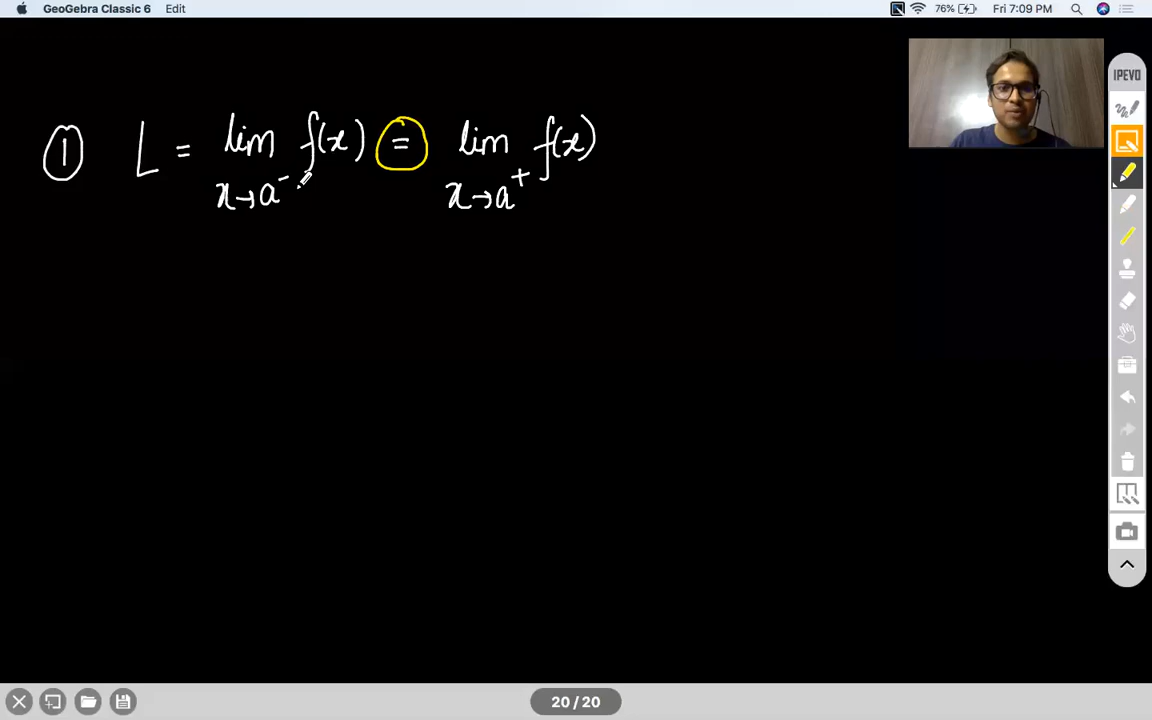 GeoGebra Classic 6 Edit 76% Fri 7:09 PM
IPEVO
① L = lim f(x) = lim f(x)
x→a⁻ x→a⁺
20/20